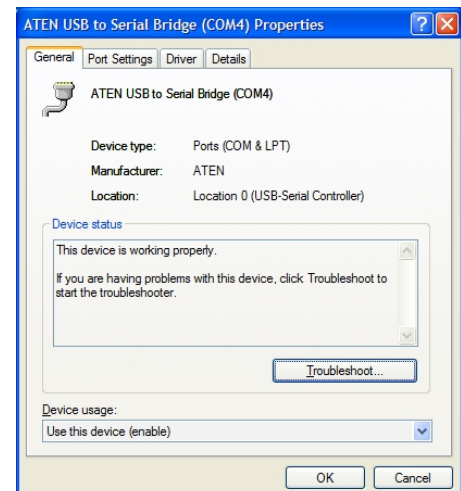 ATEN USB to Serial Bridge (COM4) Properties
General Port Settings Driver Details
ATEN USB to Serial Bridge (COM4)
Device type: Ports (COM & LPT)
Manufacturer: ATEN
Location: Location 0 (USB-Serial Controller)
Device status
This device is working properly.
If you are having problems with this device, click Troubleshoot to
start the troubleshooter.
Troubleshoot...
Device usage:
Use this device (enable)
OK Cancel